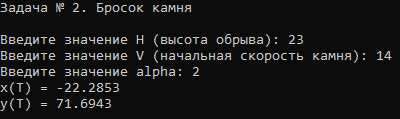 Задача № 2. Бросок камня
Введите значение H (высота обрыва): 23
Введите значение V (начальная скорость камня): 14
Введите значение alpha: 2
x(T) = -22.2853
y(T) = 71.6943